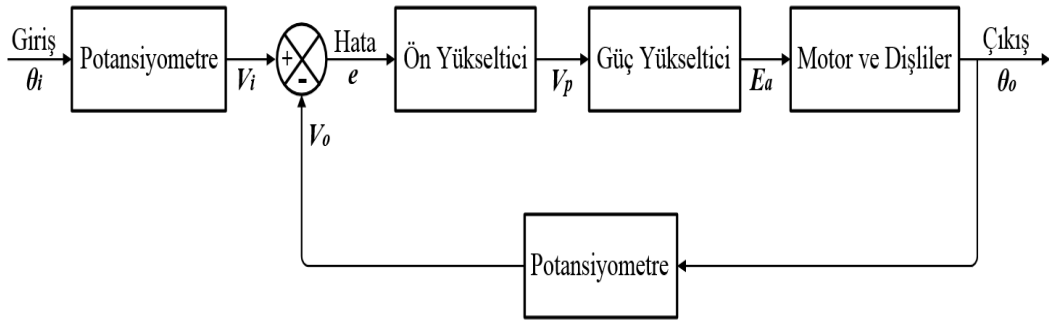 Giriş
θi
Potansiyometre
Vi
+
-
Hata
e
Ön Yükseltici
Vp
Güç Yükseltici
Ea
Motor ve Dişliler
Çıkış
θo
Vo
Potansiyometre